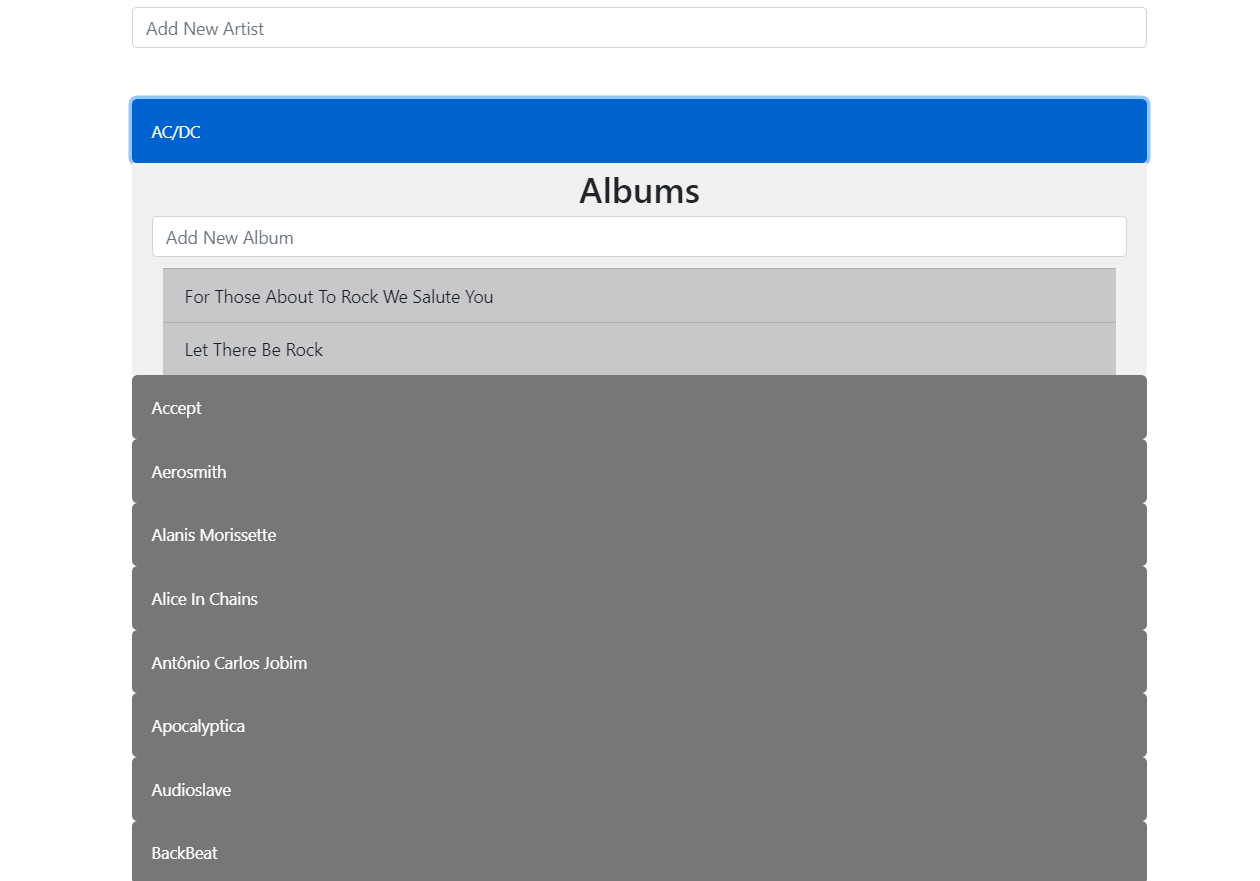 Add New Artist
AC/DC
Albums
Add New Album
For Those About To Rock We Salute You
Let There Be Rock
Accept
Aerosmith
Alanis Morissette
Alice In Chains
Antônio Carlos Jobim
Apocalyptica
Audioslave
BackBeat